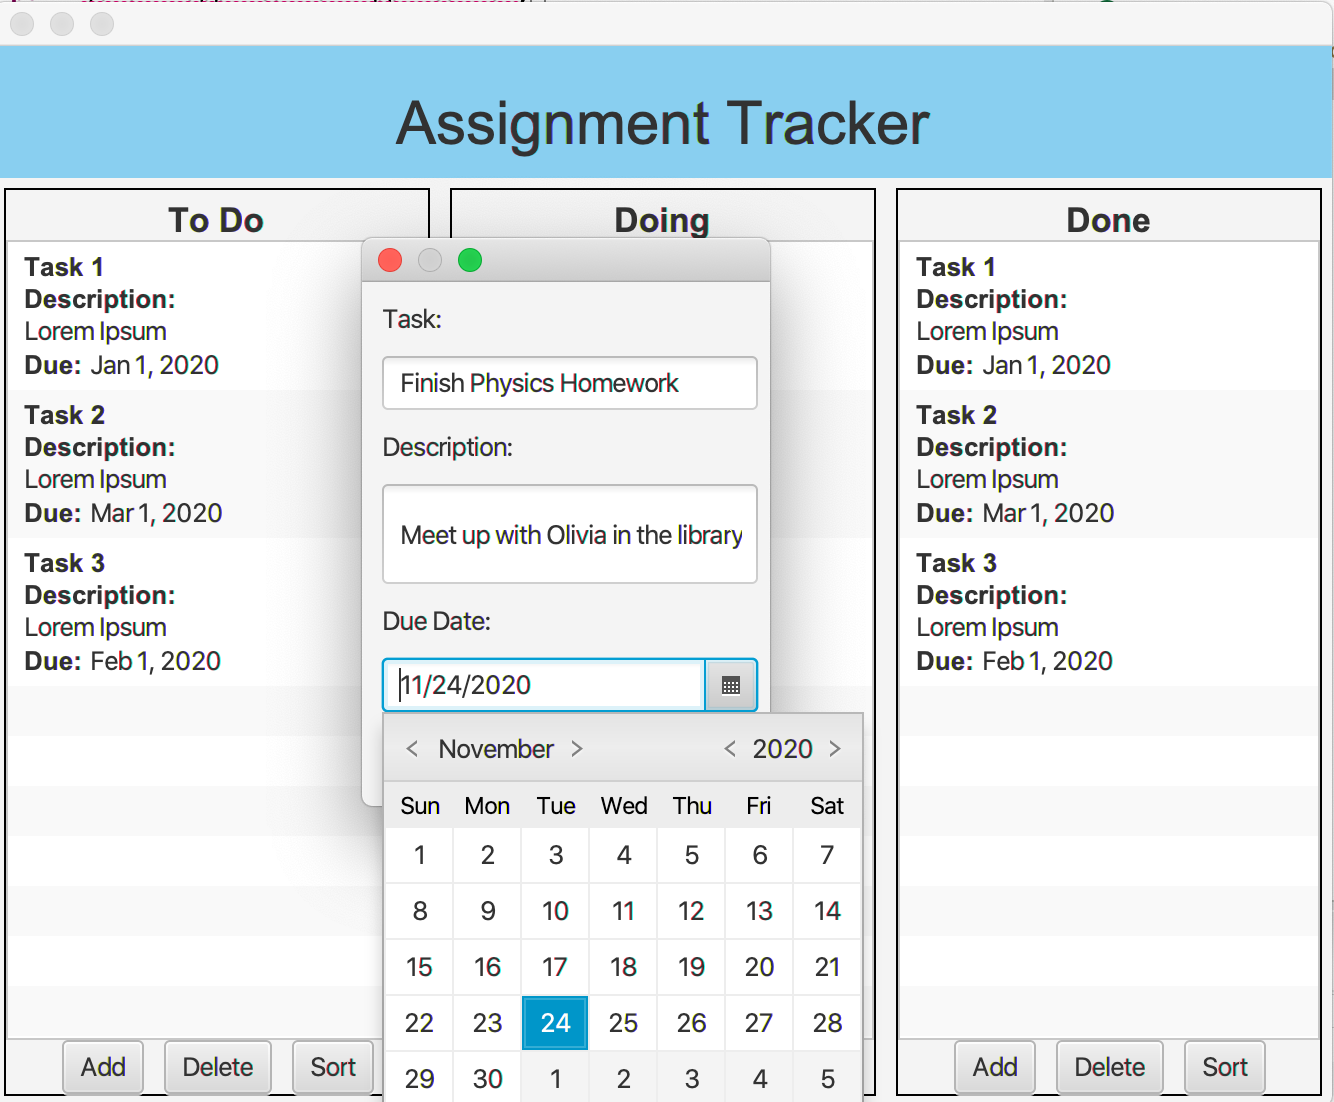 Assignment Tracker
To Do
Task 1
Description:
Lorem Ipsum
Due: Jan 1, 2020
Task 2
Description:
Lorem Ipsum
Due: Mar 1, 2020
Task 3
Description:
Lorem Ipsum
Due: Feb 1, 2020
Add Delete Sort
Doing
Task:
Finish Physics Homework
Description:
Meet up with Olivia in the library
Due Date:
11/24/2020
< November > < 2020 >
Sun Mon Tue Wed Thu Fri Sat
1 2 3 4 5 6 7
8 9 10 11 12 13 14
15 16 17 18 19 20 21
22 23 24 25 26 27 28
29 30 1 2 3 4 5
Done
Task 1
Description:
Lorem Ipsum
Due: Jan 1, 2020
Task 2
Description:
Lorem Ipsum
Due: Mar 1, 2020
Task 3
Description:
Lorem Ipsum
Due: Feb 1, 2020
Add Delete Sort